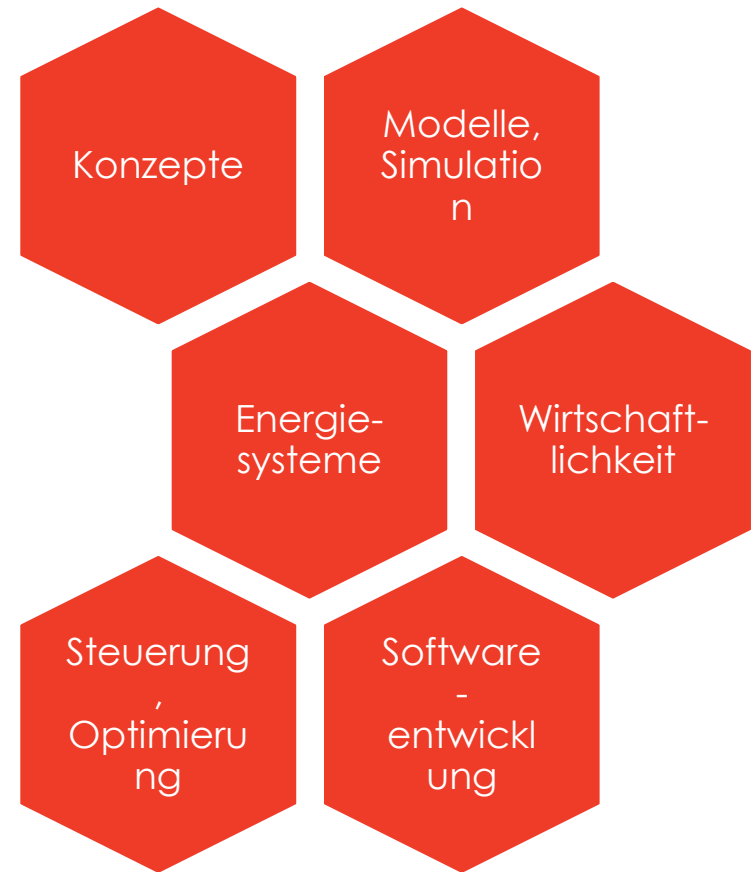 Konzepte
Modelle,
Simulatio
n
Energie-
systeme
Wirtschaft-
lichkeit
Steuerung
,
Optimieru
ng
Software
-
entwickl
ung